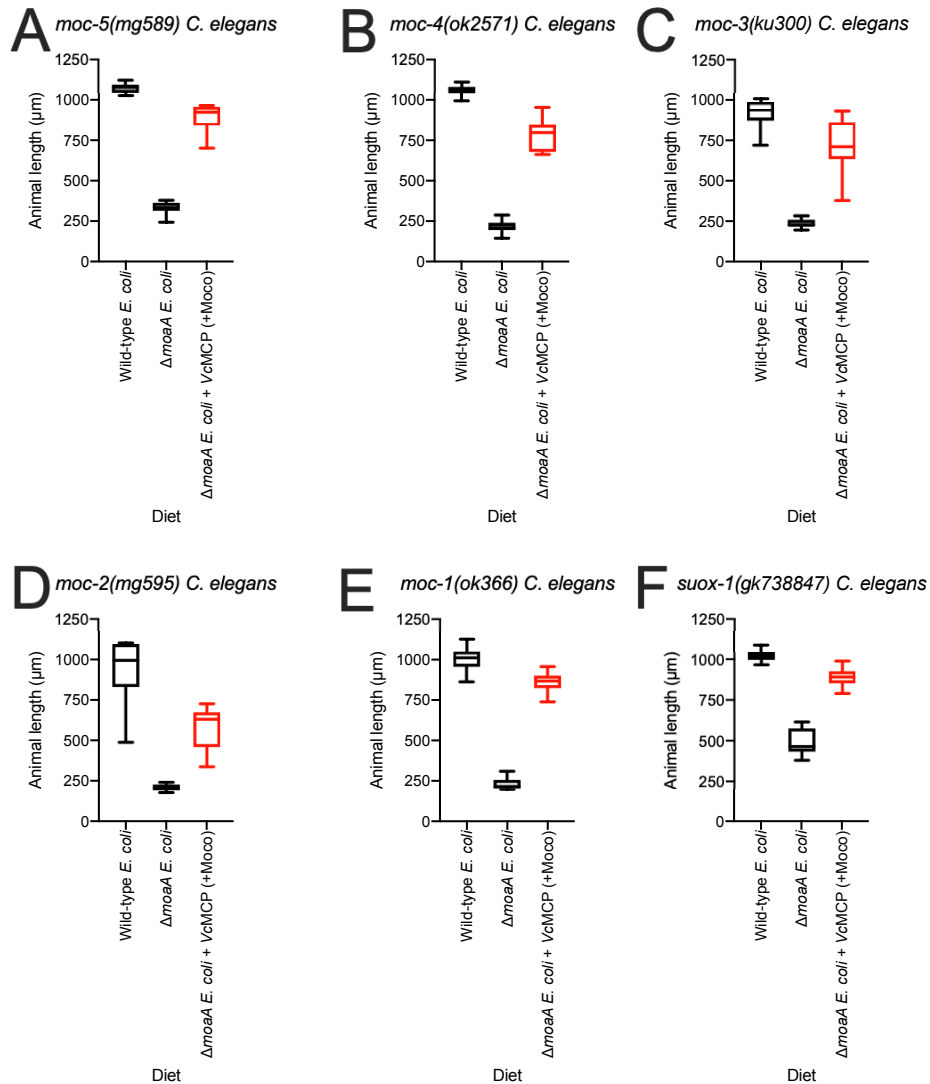 A moc-5(mg589) C. elegans
Animal length (µm)
1250
1000
750
500
250
0
Wild-type E. coli
ΔmoaA E. coli
ΔmoaA E. coli + VcMCP (+Moco)
Diet
B moc-4(ok2571) C. elegans
Animal length (µm)
1250
1000
750
500
250
0
Wild-type E. coli
ΔmoaA E. coli
ΔmoaA E. coli + VcMCP (+Moco)
Diet
C moc-3(ku300) C. elegans
Animal length (µm)
1250
1000
750
500
250
0
Wild-type E. coli
ΔmoaA E. coli
ΔmoaA E. coli + VcMCP (+Moco)
Diet
D moc-2(mg595) C. elegans
Animal length (µm)
1250
1000
750
500
250
0
Wild-type E. coli
ΔmoaA E. coli
ΔmoaA E. coli + VcMCP (+Moco)
Diet
E moc-1(ok366) C. elegans
Animal length (µm)
1250
1000
750
500
250
0
Wild-type E. coli
ΔmoaA E. coli
ΔmoaA E. coli + VcMCP (+Moco)
Diet
F suox-1(gk738847) C. elegans
Animal length (µm)
1250
1000
750
500
250
0
Wild-type E. coli
ΔmoaA E. coli
ΔmoaA E. coli + VcMCP (+Moco)
Diet